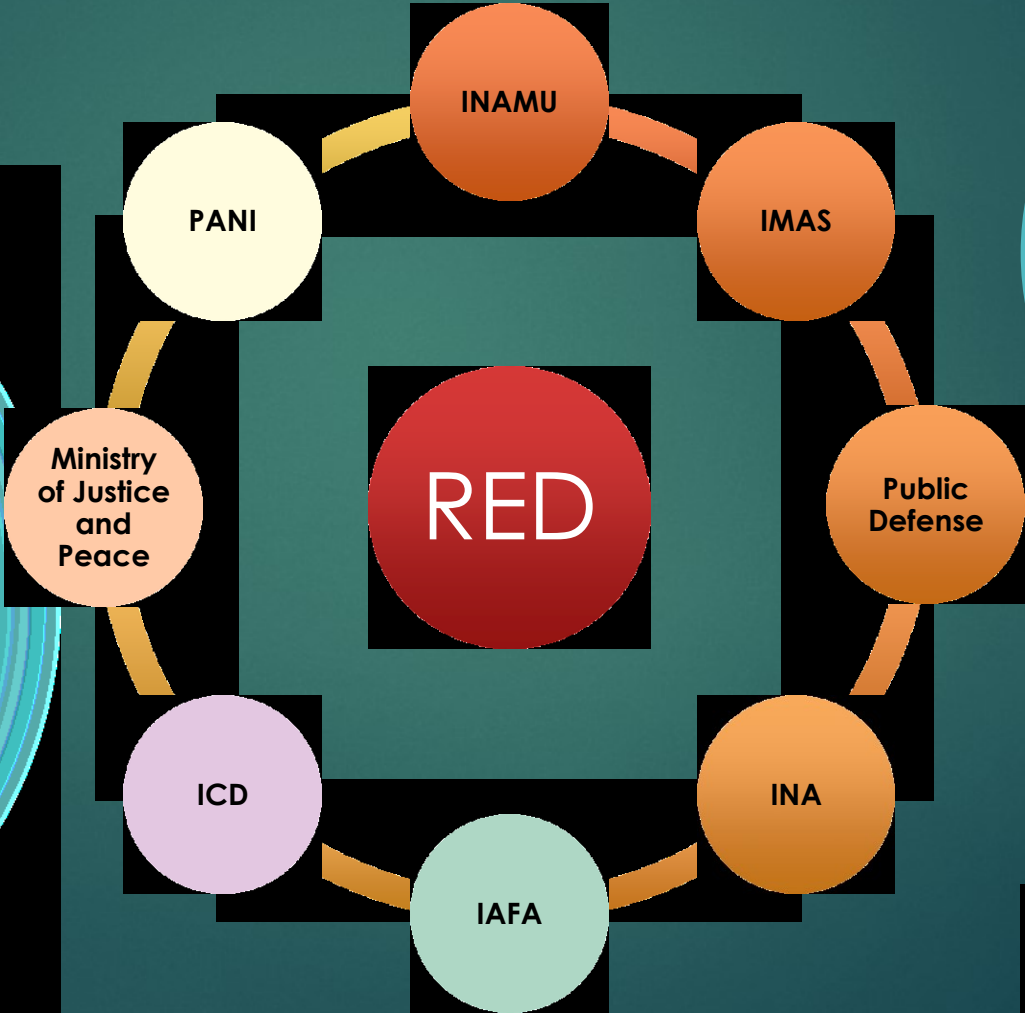 INAMU
PANI
IMAS
Ministry
of Justice
and
Peace
RED
Public
Defense
ICD
INA
IAFA